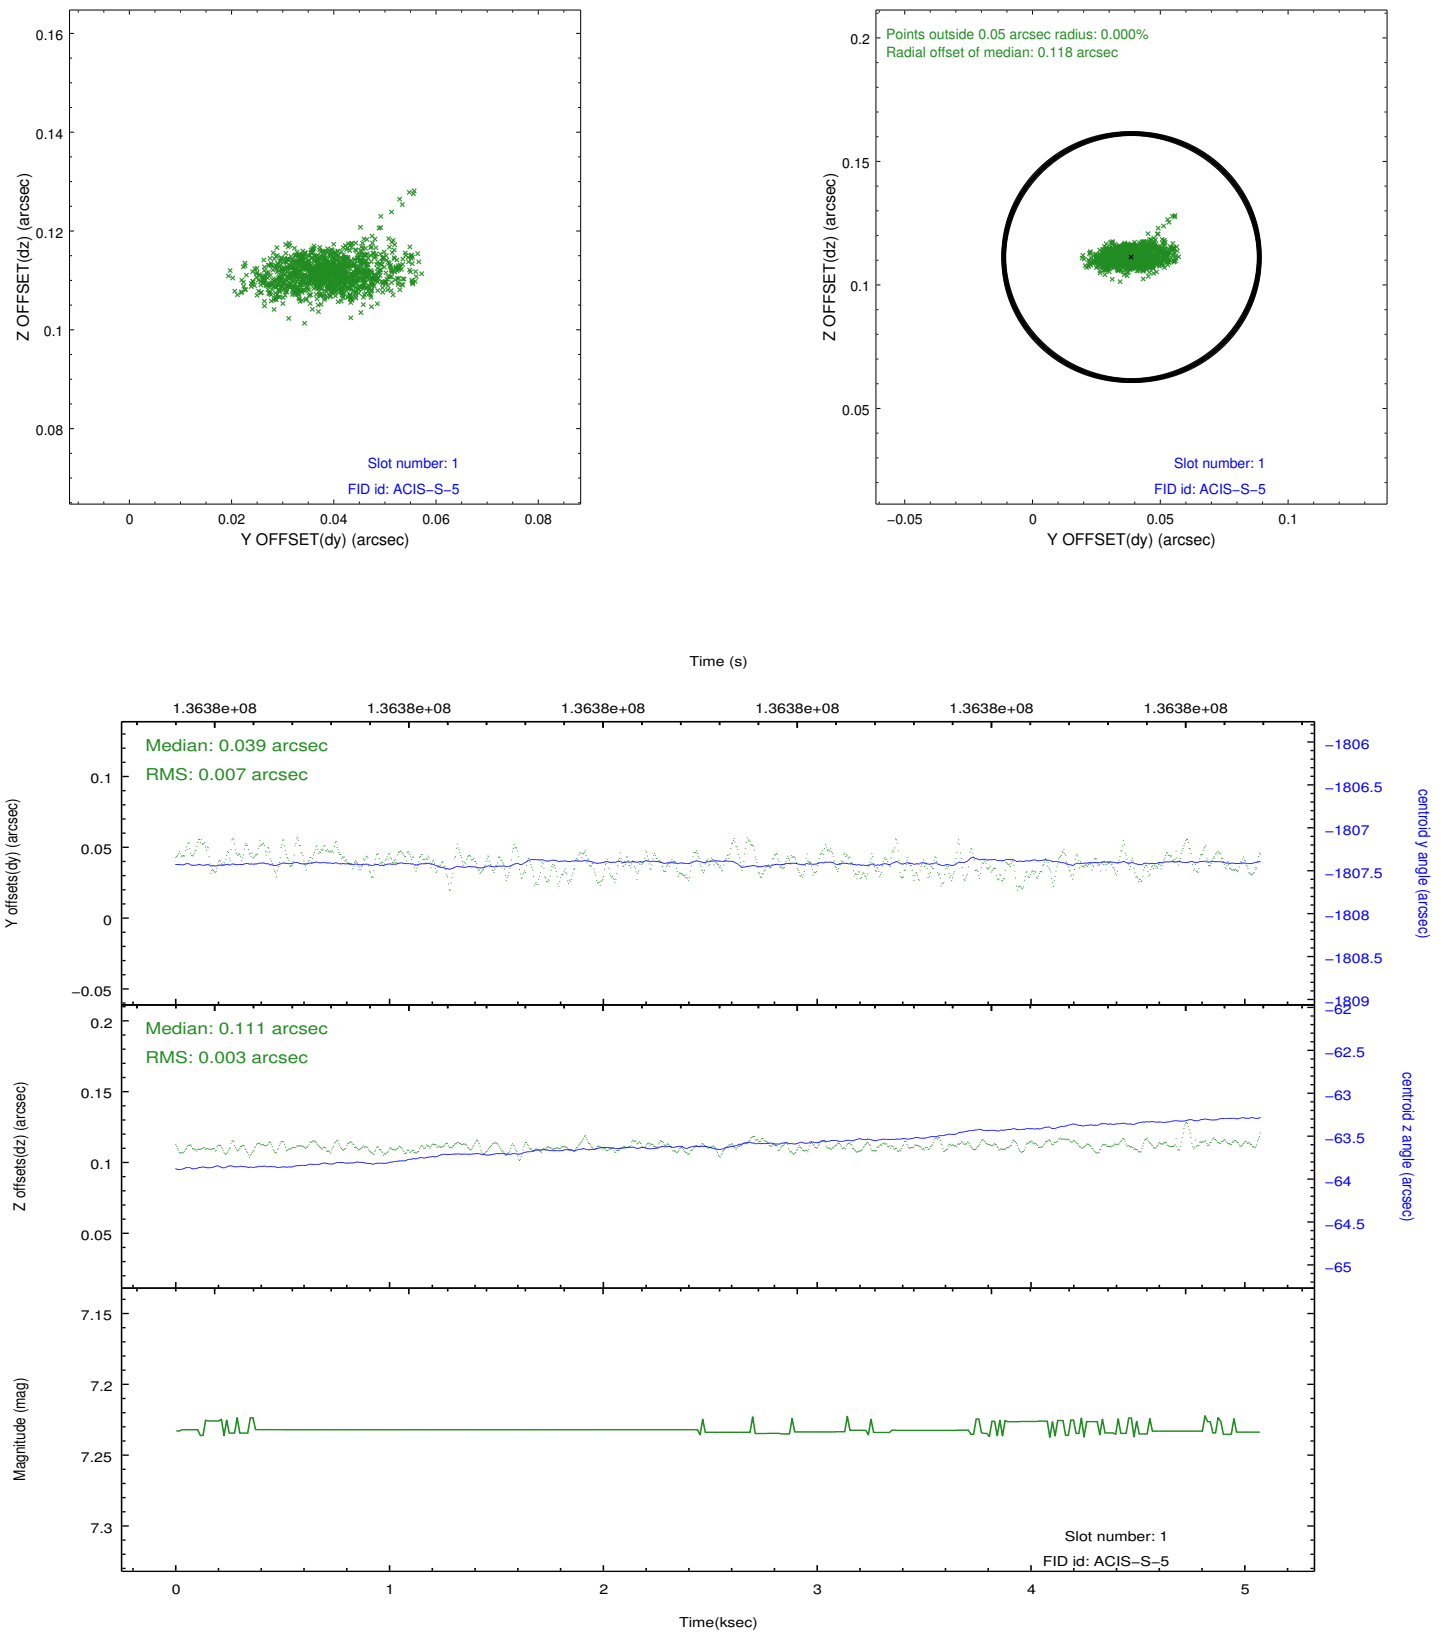 0.16
0.14
0.12
0.1
0.08
Z OFFSET(dz) (arcsec)
Slot number: 1
FID id: ACIS−S−5
0
0.02
0.04
0.06
0.08
Y OFFSET(dy) (arcsec)
Points outside 0.05 arcsec radius: 0.000%
Radial offset of median: 0.118 arcsec
0.2
0.15
0.1
0.05
Z OFFSET(dz) (arcsec)
Slot number: 1
FID id: ACIS−S−5
−0.05
0
0.05
0.1
Y OFFSET(dy) (arcsec)
Time (s)
1.3638e+08
1.3638e+08
1.3638e+08
1.3638e+08
1.3638e+08
1.3638e+08
Median: 0.039 arcsec
RMS: 0.007 arcsec
0.1
0.05
0
−0.05
Y offsets(dy) (arcsec)
−1806
−1806.5
−1807
−1807.5
−1808
−1808.5
−1809
centroid y angle (arcsec)
Median: 0.111 arcsec
RMS: 0.003 arcsec
0.2
0.15
0.1
0.05
Z offsets(dz) (arcsec)
−62
−62.5
−63
−63.5
−64
−64.5
−65
centroid z angle (arcsec)
7.15
7.2
7.25
7.3
Magnitude (mag)
Slot number: 1
FID id: ACIS−S−5
0
1
2
3
4
5
Time(ksec)